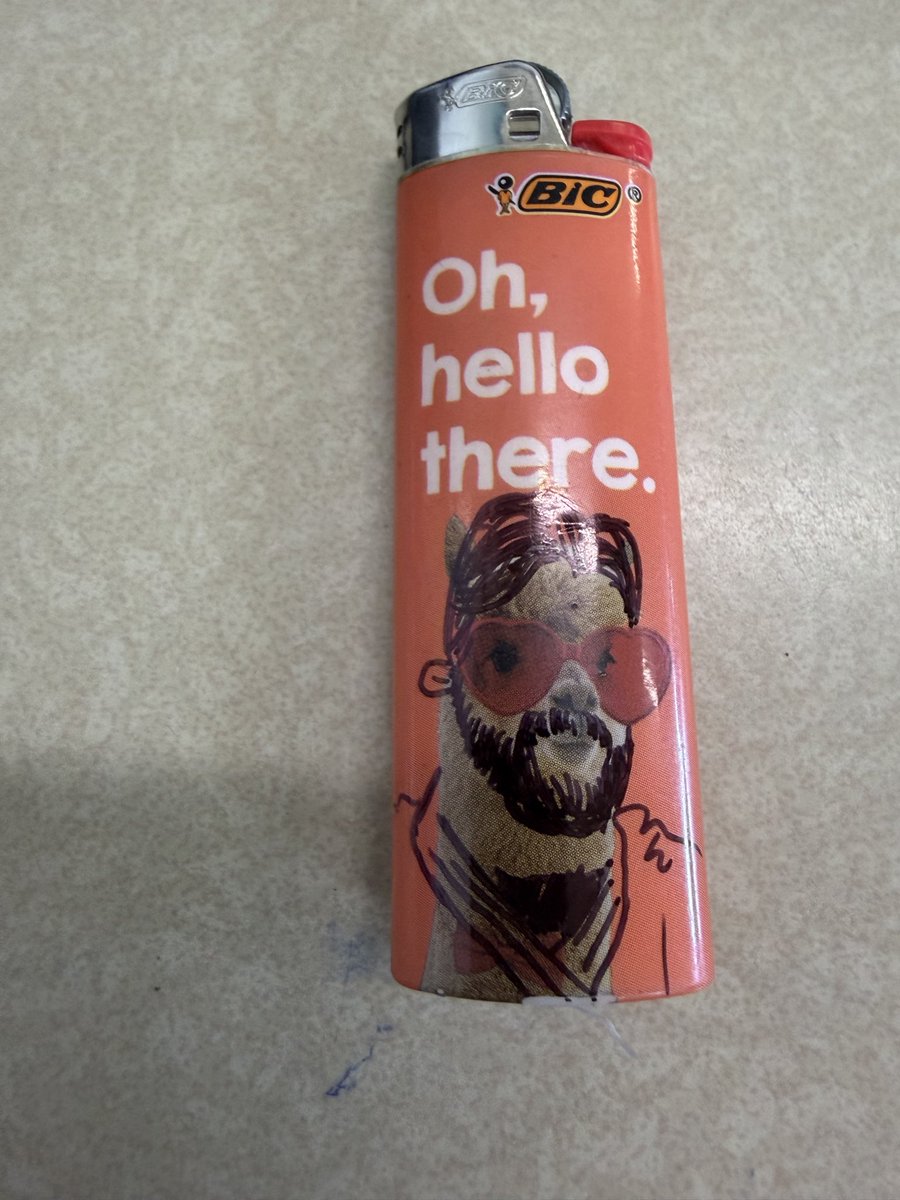 BIC
BIC®
Oh,
hello
there.